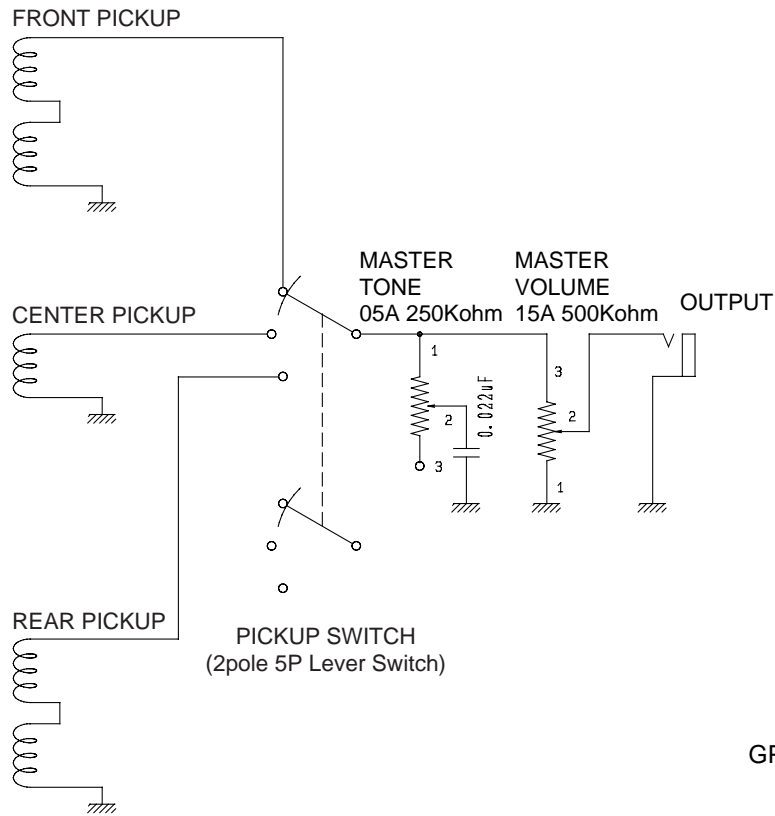 FRONT PICKUP
CENTER PICKUP
MASTER
TONE
05A 250Kohm
MASTER
VOLUME
15A 500Kohm
OUTPUT
1
2
3
0.022uF
3
2
1
REAR PICKUP
PICKUP SWITCH
(2pole 5P Lever Switch)